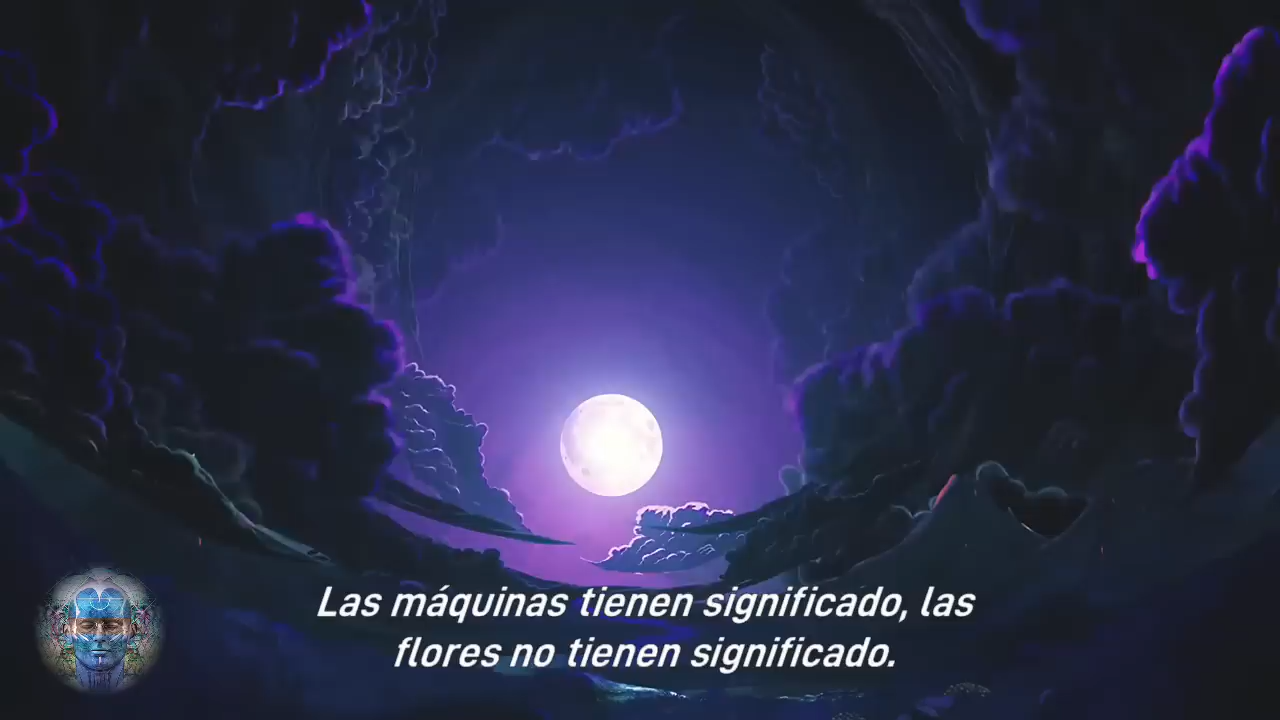 Las máquinas tienen significado, las
flores no tienen significado.